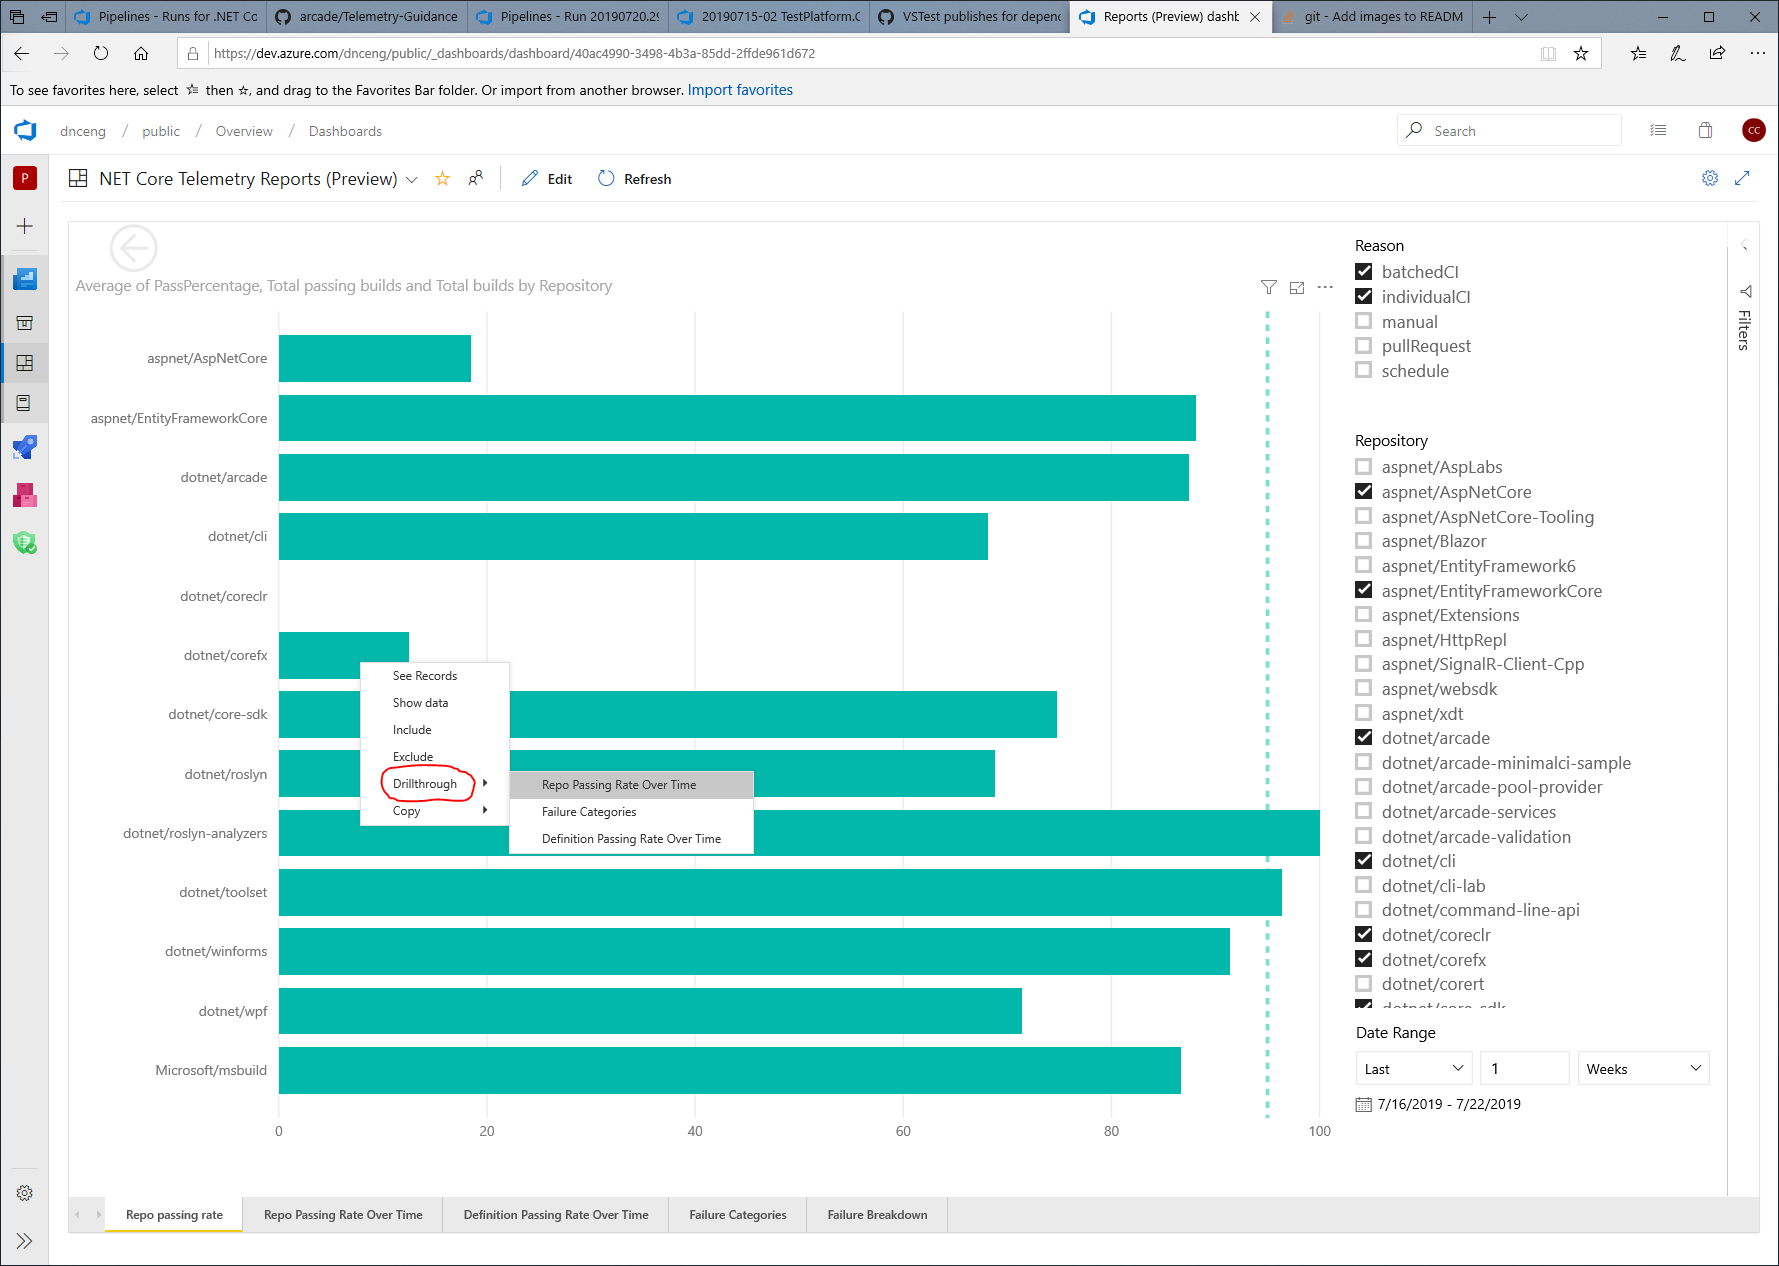 Pipelines - Runs for .NET Co
arcade/Telemetry-Guidance
Pipelines - Run 20190720.29
20190715-02 TestPlatform.C
VSTest publishes for depend
Reports (Preview) dashb
git - Add images to READM
https://dev.azure.com/dnceng/public/_dashboards/dashboard/40ac4990-3498-4b3a-85dd-2ffde961d672
To see favorites here, select then ☆, and drag to the Favorites Bar folder. Or import from another browser. Import favorites
dnceng / public / Overview / Dashboards
Search
CC
P
NET Core Telemetry Reports (Preview)
Edit
Refresh
Average of PassPercentage, Total passing builds and Total builds by Repository
aspnet/AspNetCore
aspnet/EntityFrameworkCore
dotnet/arcade
dotnet/cli
dotnet/coreclr
dotnet/corefx
dotnet/core-sdk
dotnet/roslyn
dotnet/roslyn-analyzers
dotnet/toolset
dotnet/winforms
dotnet/wpf
Microsoft/msbuild
0 20 40 60 80 100
See Records
Show data
Include
Exclude
Drillthrough
Copy
Repo Passing Rate Over Time
Failure Categories
Definition Passing Rate Over Time
Reason
batchedCI
individualCI
manual
pullRequest
schedule
Repository
aspnet/AspLabs
aspnet/AspNetCore
aspnet/AspNetCore-Tooling
aspnet/Blazor
aspnet/EntityFramework6
aspnet/EntityFrameworkCore
aspnet/Extensions
aspnet/HttpRepl
aspnet/SignalR-Client-Cpp
aspnet/websdk
aspnet/xdt
dotnet/arcade
dotnet/arcade-minimalci-sample
dotnet/arcade-pool-provider
dotnet/arcade-services
dotnet/arcade-validation
dotnet/cli
dotnet/cli-lab
dotnet/command-line-api
dotnet/coreclr
dotnet/corefx
dotnet/corert
dotnet/core-sdk
Date Range
Last
1
Weeks
7/16/2019 - 7/22/2019
Filters
Repo passing rate
Repo Passing Rate Over Time
Definition Passing Rate Over Time
Failure Categories
Failure Breakdown